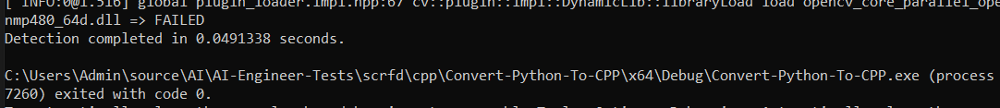 [ INFO:0@1.516] global plugin_loader.impl.hpp:67 cv::plugin::impl::DynamicLib::libraryLoad load opencv_core_parallel_ope
nmp480_64d.dll => FAILED
Detection completed in 0.0491338 seconds.
C:\Users\Admin\source\AI\AI-Engineer-Tests\scrfd\cpp\Convert-Python-To-CPP\x64\Debug\Convert-Python-To-CPP.exe (process
7260) exited with code 0.